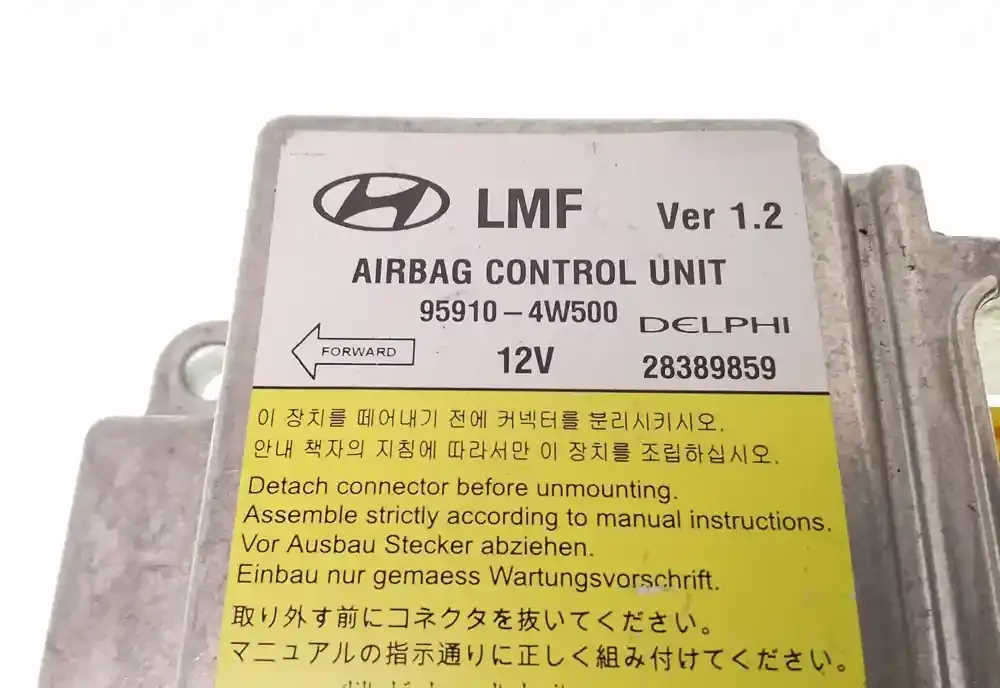 LMF Ver 1.2
AIRBAG CONTROL UNIT
95910-4W500 DELPHI
FORWARD 12V 28389859
이 장치를 떼어내기 전에 커넥터를 분리시키시오.
안내 책자의 지침에 따라서만 이 장치를 조립하십시오.
Detach connector before unmounting.
Assemble strictly according to manual instructions.
Vor Ausbau Stecker abziehen.
Einbau nur gemaess Wartungsvorschrift.
取り外す前にコネクタを抜いてください。
マニュアルの指示通りに正しく組み付けてください。